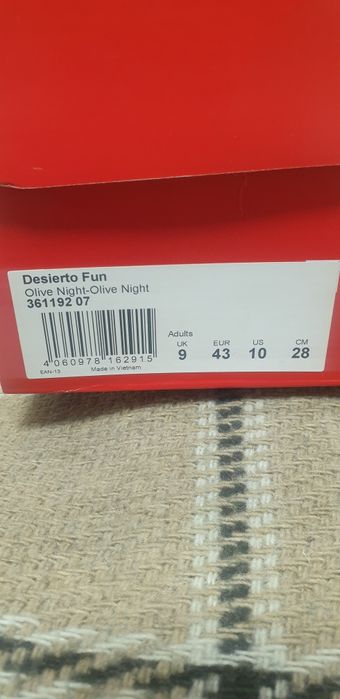 Desierto Fun
Olive Night-Olive Night
361192 07
Adults
UK EUR US CM
9 43 10 28
4 060978 162915
EAN-13 Made in Vietnam